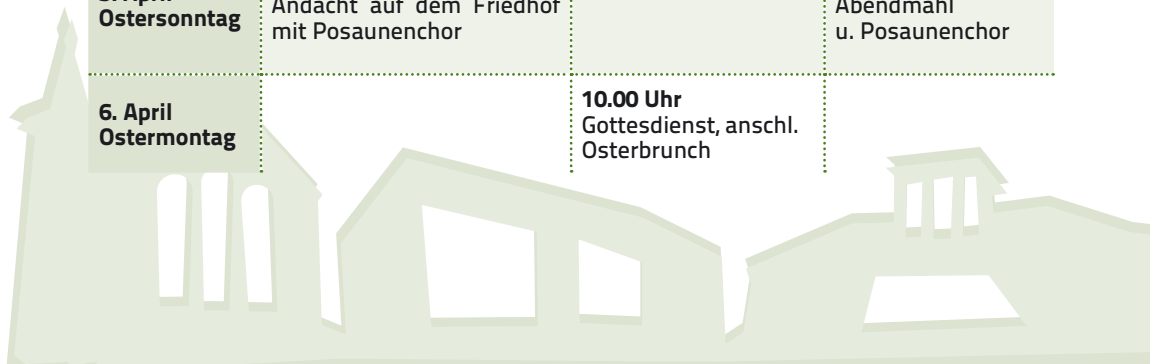 Ostersonntag
Andacht auf dem Friedhof
mit Posaunenchor
Abendmahl
u. Posaunenchor
6. April
Ostermontag
10.00 Uhr
Gottesdienst, anschl.
Osterbrunch